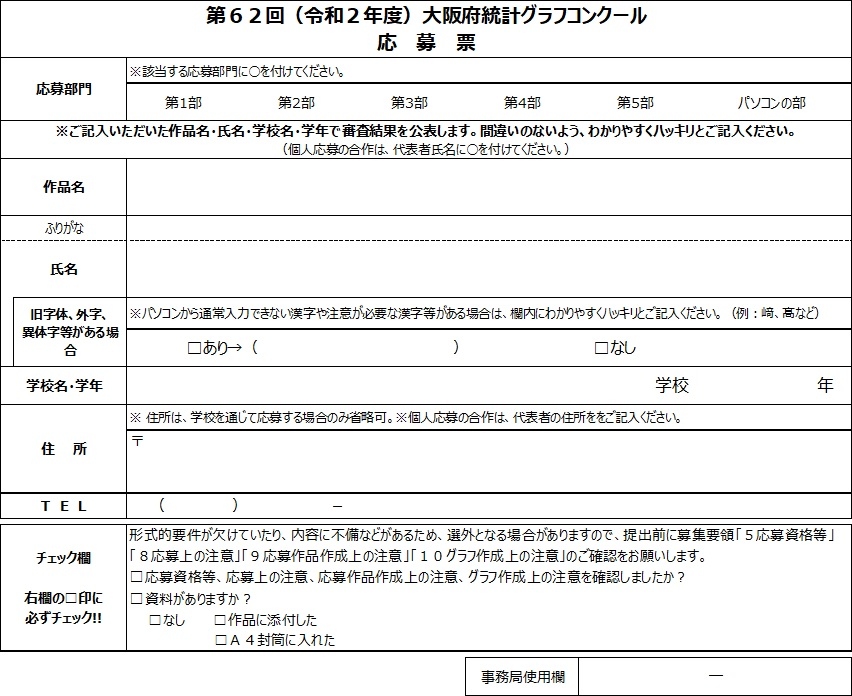 第６２回（令和２年度）大阪府統計グラフコンクール
応　募　票
応募部門
※該当する応募部門に○を付けてください。
第1部　第2部　第3部　第4部　第5部　パソコンの部
※ご記入いただいた作品名・氏名・学校名・学年で審査結果を公表します。間違いのないよう、わかりやすくハッキリとご記入ください。
（個人応募の合作は、代表者氏名に○を付けてください。）
作品名
ふりがな
氏名
旧字体、外字、
異体字等がある場
合
※パソコンから通常入力できない漢字や注意が必要な漢字等がある場合は、欄内にわかりやすくハッキリとご記入ください。（例：﨑、髙など）
□あり→（　　　）　□なし
学校名・学年
学校　年
※ 住所は、学校を通じて応募する場合のみ省略可。※個人応募の合作は、代表者の住所ををご記入ください。
住　所
〒
ＴＥＬ
（　　　）　－
形式的要件が欠けていたり、内容に不備などがあるため、選外となる場合がありますので、提出前に募集要領「５応募資格等」
「８応募上の注意」「９応募作品作成上の注意」「１０グラフ作成上の注意」のご確認をお願いします。
チェック欄
□応募資格等、応募上の注意、応募作品作成上の注意、グラフ作成上の注意を確認しましたか？
右欄の□印に
必ずチェック!!
□資料がありますか？
□なし　□作品に添付した
□Ａ４封筒に入れた
事務局使用欄　―